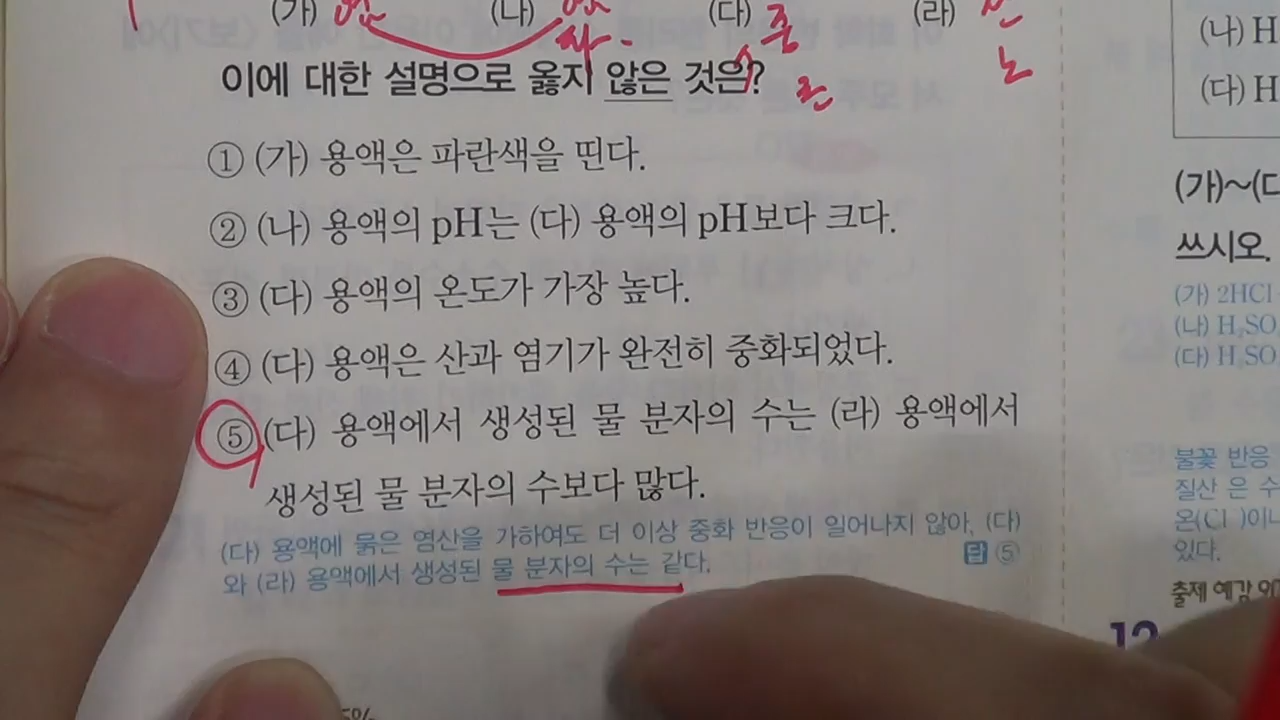 (가) (나) (다) (라)
이에 대한 설명으로 옳지 않은 것은?
① (가) 용액은 파란색을 띤다.
② (나) 용액의 pH는 (다) 용액의 pH보다 크다.
③ (다) 용액의 온도가 가장 높다.
④ (다) 용액은 산과 염기가 완전히 중화되었다.
⑤ (다) 용액에서 생성된 물 분자의 수는 (라) 용액에서
생성된 물 분자의 수보다 많다.
(다) 용액에 묽은 염산을 가하여도 더 이상 중화 반응이 일어나지 않아, (다)
와 (라) 용액에서 생성된 물 분자의 수는 같다. 답 ⑤
(나) H
(다) H
(가)~(다
쓰시오.
(가) 2HCl
(나) H₂SO
(다) H₂SO
불꽃 반응
질산 은 수
온(Cl )이
있다.
출제 예감
12